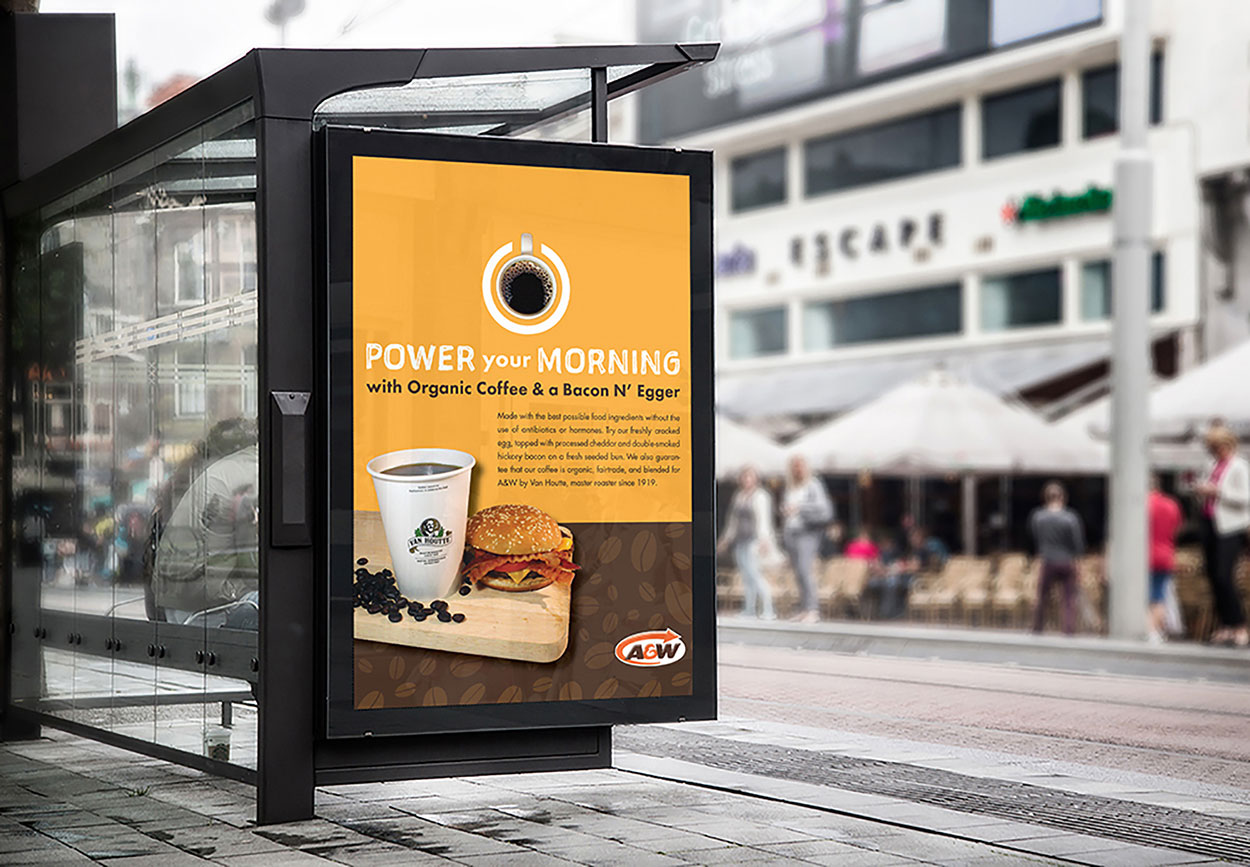 ESCAPE
Heineken
POWER your MORNING
with Organic Coffee & a Bacon N’ Egger
Made with the best possible food ingredients without the
use of antibiotics or hormones. Try our freshly cracked
egg, topped with processed cheddar and double-smoked
hickory bacon on a fresh seeded bun. We also guaran-
tee that our coffee is organic, fairtrade, and blended for
A&W by Van Houtte, master roaster since 1919.
VAN HOUTTE
A&W